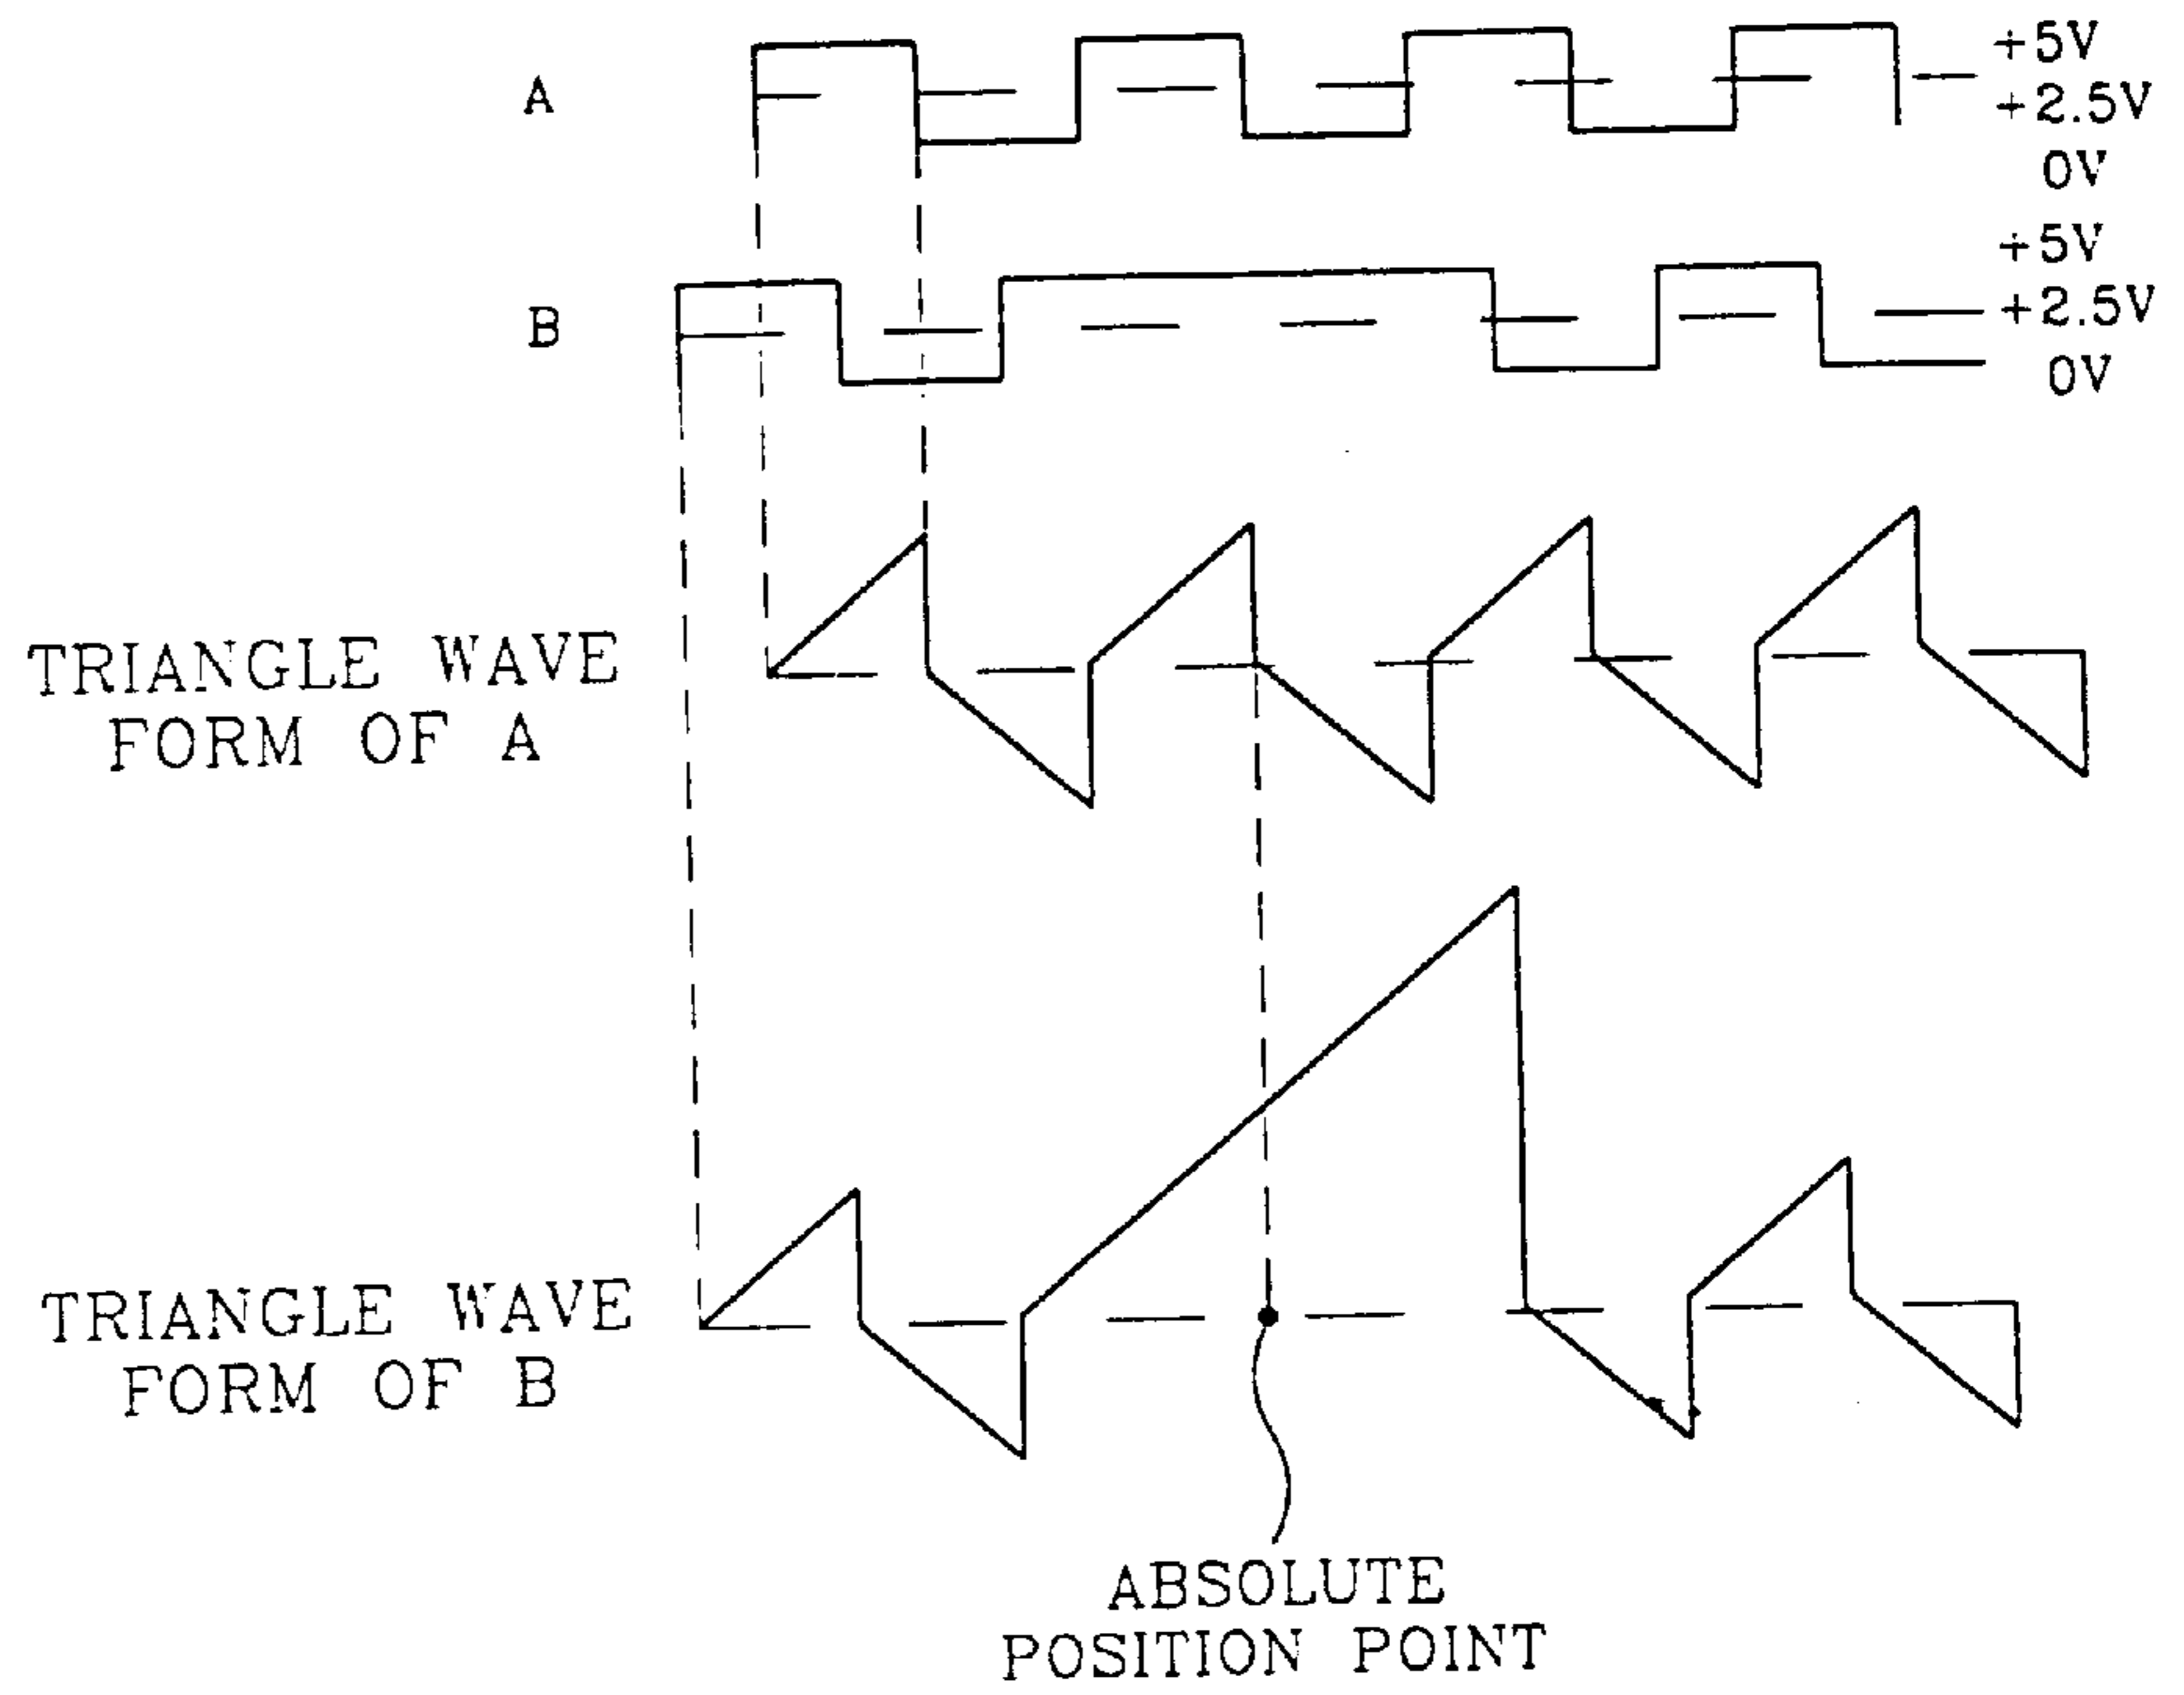 A
+5V
+2.5V
0V
B
+5V
+2.5V
0V
TRIANGLE WAVE
FORM OF A
TRIANGLE WAVE
FORM OF B
ABSOLUTE
POSITION POINT